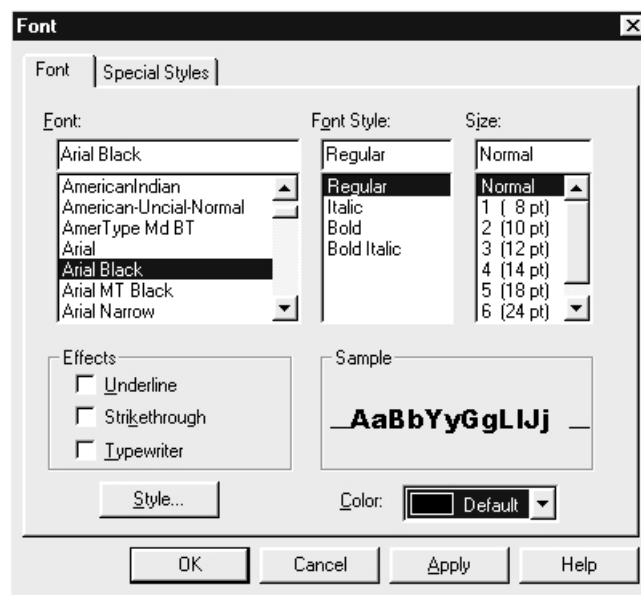 Font
Font
Special Styles
Font:
Font Style:
Size:
Arial Black
Regular
Normal
AmericanIndian
American-Uncial-Normal
AmerType Md BT
Arial
Arial Black
Arial MT Black
Arial Narrow
Regular
Italic
Bold
Bold Italic
Normal
1 ( 8 pt)
2 (10 pt)
3 (12 pt)
4 (14 pt)
5 (18 pt)
6 (24 pt)
Effects
Underline
Strikethrough
Typewriter
Sample
AaBbYyGgLlJj
Style...
Color:
Default
OK
Cancel
Apply
Help